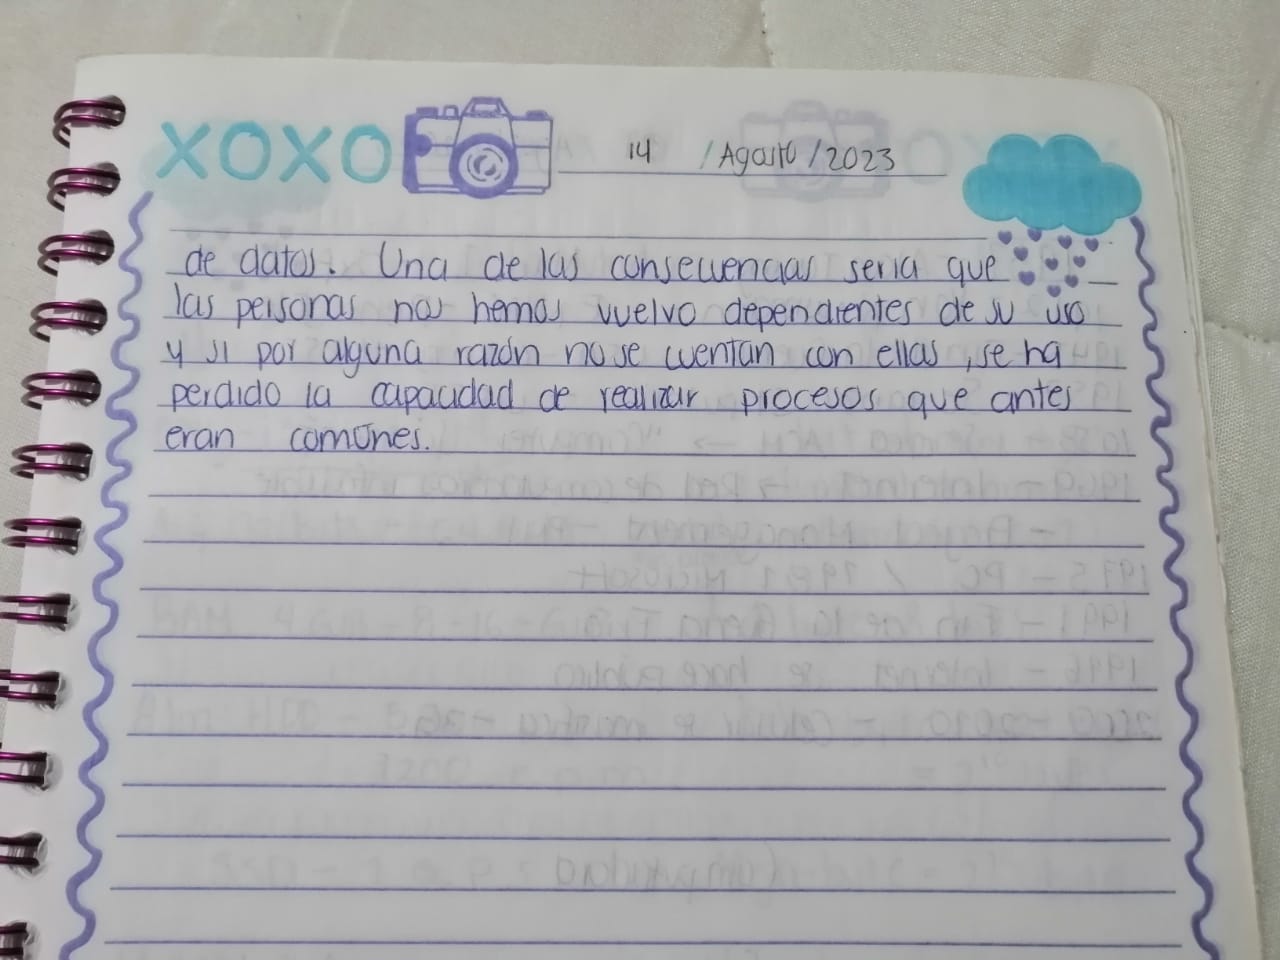 XOXO 14 / Agosto / 2023
de datos. Una de las consecuencias seria que
las personas nos hemos vuelvo dependientes de su uso
y si por alguna razón no se cuentan con ellas, se ha
perdido la capacidad de realizar procesos que antes
eran comunes.